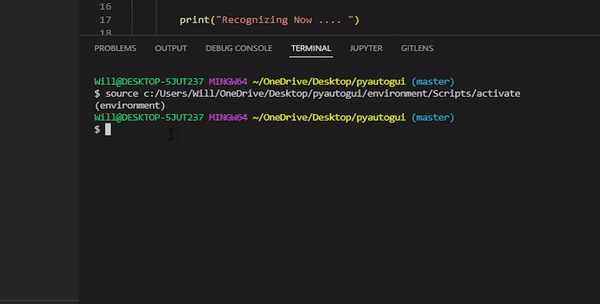 16
17 print("Recognizing Now .... ")
18
PROBLEMS OUTPUT DEBUG CONSOLE TERMINAL JUPYTER GITLENS
Will@DESKTOP-5JUT237 MINGW64 ~/OneDrive/Desktop/pyautogui (master)
$ source c:/Users/Will/OneDrive/Desktop/pyautogui/environment/Scripts/activate
(environment)
Will@DESKTOP-5JUT237 MINGW64 ~/OneDrive/Desktop/pyautogui (master)
$